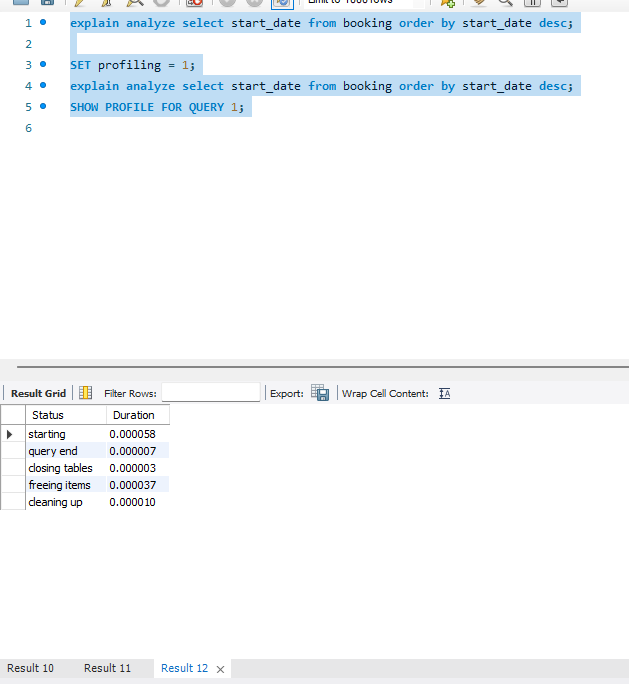 Limit to 1000 rows
1 explain analyze select start_date from booking order by start_date desc;
2
3 SET profiling = 1;
4 explain analyze select start_date from booking order by start_date desc;
5 SHOW PROFILE FOR QUERY 1;
6
Result Grid Filter Rows: Export: Wrap Cell Content: IA
Status Duration
starting 0.000058
query end 0.000007
closing tables 0.000003
freeing items 0.000037
cleaning up 0.000010
Result 10 Result 11 Result 12